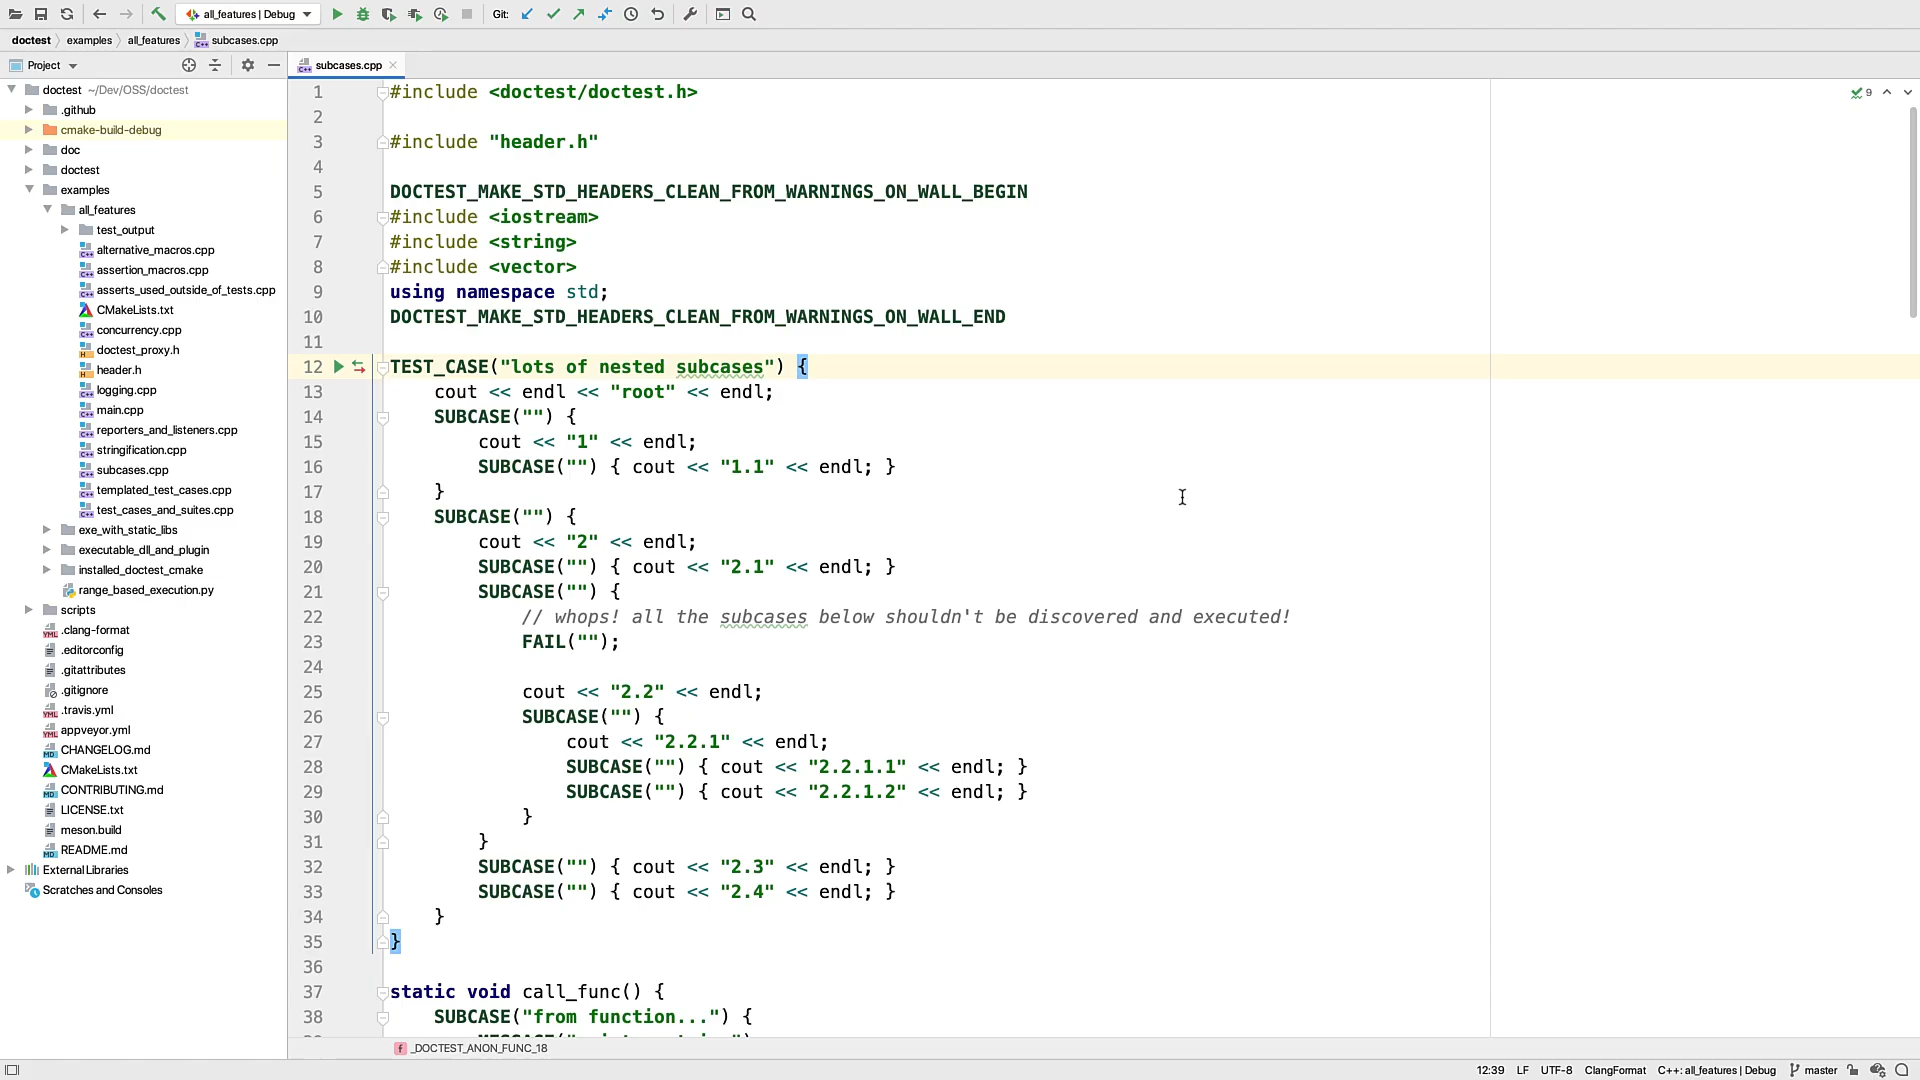 all_features | Debug
Git:
doctest
examples
all_features
subcases.cpp
Project
subcases.cpp
doctest ~/Dev/OSS/doctest
.github
cmake-build-debug
doc
doctest
examples
all_features
test_output
alternative_macros.cpp
assertion_macros.cpp
asserts_used_outside_of_tests.cpp
CMakeLists.txt
concurrency.cpp
doctest_proxy.h
header.h
logging.cpp
main.cpp
reporters_and_listeners.cpp
stringification.cpp
subcases.cpp
templated_test_cases.cpp
test_cases_and_suites.cpp
exe_with_static_libs
executable_dll_and_plugin
installed_doctest_cmake
range_based_execution.py
scripts
.clang-format
.editorconfig
.gitattributes
.gitignore
.travis.yml
appveyor.yml
CHANGELOG.md
CMakeLists.txt
CONTRIBUTING.md
LICENSE.txt
meson.build
README.md
External Libraries
Scratches and Consoles
9
1 #include <doctest/doctest.h>
2
3 #include "header.h"
4
5 DOCTEST_MAKE_STD_HEADERS_CLEAN_FROM_WARNINGS_ON_WALL_BEGIN
6 #include <iostream>
7 #include <string>
8 #include <vector>
9 using namespace std;
10 DOCTEST_MAKE_STD_HEADERS_CLEAN_FROM_WARNINGS_ON_WALL_END
11
12 TEST_CASE("lots of nested subcases") {
13     cout << endl << "root" << endl;
14     SUBCASE("") {
15         cout << "1" << endl;
16         SUBCASE("") { cout << "1.1" << endl; }
17     }
18     SUBCASE("") {
19         cout << "2" << endl;
20         SUBCASE("") { cout << "2.1" << endl; }
21         SUBCASE("") {
22             // whops! all the subcases below shouldn't be discovered and executed!
23             FAIL("");
24
25             cout << "2.2" << endl;
26             SUBCASE("") {
27                 cout << "2.2.1" << endl;
28                 SUBCASE("") { cout << "2.2.1.1" << endl; }
29                 SUBCASE("") { cout << "2.2.1.2" << endl; }
30             }
31         }
32         SUBCASE("") { cout << "2.3" << endl; }
33         SUBCASE("") { cout << "2.4" << endl; }
34     }
35 }
36
37 static void call_func() {
38     SUBCASE("from function...") {
_DOCTEST_ANON_FUNC_18
12:39 LF UTF-8 ClangFormat C++: all_features | Debug master